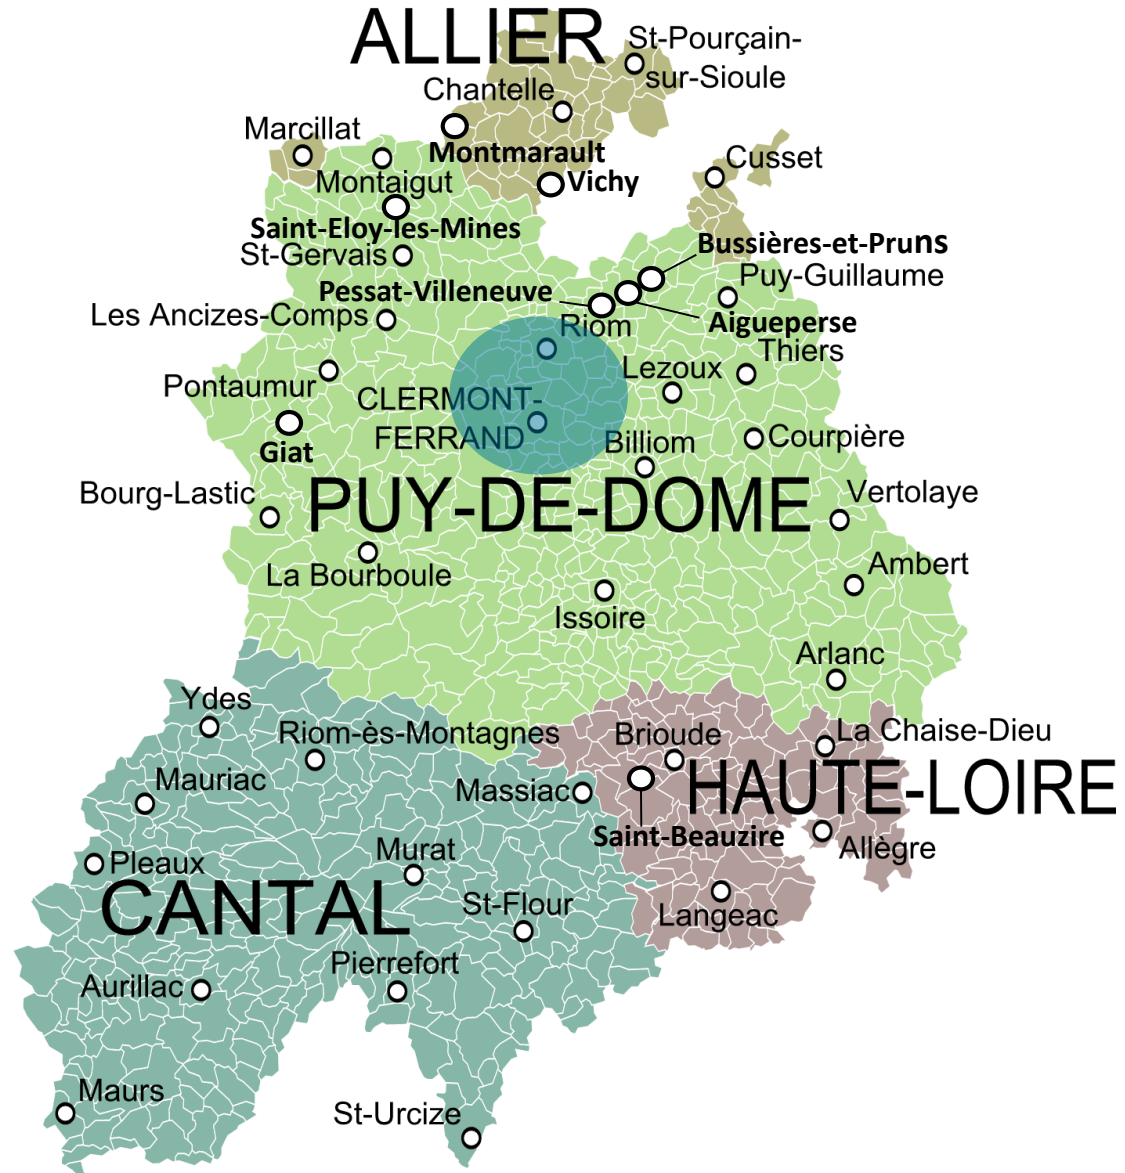 ALLIER
St-Pourçain-
sur-Sioule
Chantelle
Marcillat
Montmarault
Cusset
Montaigut
Vichy
Saint-Eloy-les-Mines
St-Gervais
Bussières-et-Pruns
Puy-Guillaume
Pessat-Villeneuve
Les Ancizes-Comps
Riom
Aigueperse
Thiers
Lezoux
Pontaumur
CLERMONT-
FERRAND
Billiom
Courpière
Giat
Bourg-Lastic
PUY-DE-DOME
Vertolaye
La Bourboule
Ambert
Issoire
Arlanc
Ydes
Riom-ès-Montagnes
Brioude
La Chaise-Dieu
Mauriac
Massiac
HAUTE-LOIRE
Saint-Beauzire
Pleaux
Murat
Allègre
CANTAL
St-Flour
Langeac
Pierrefort
Aurillac
Maurs
St-Urcize